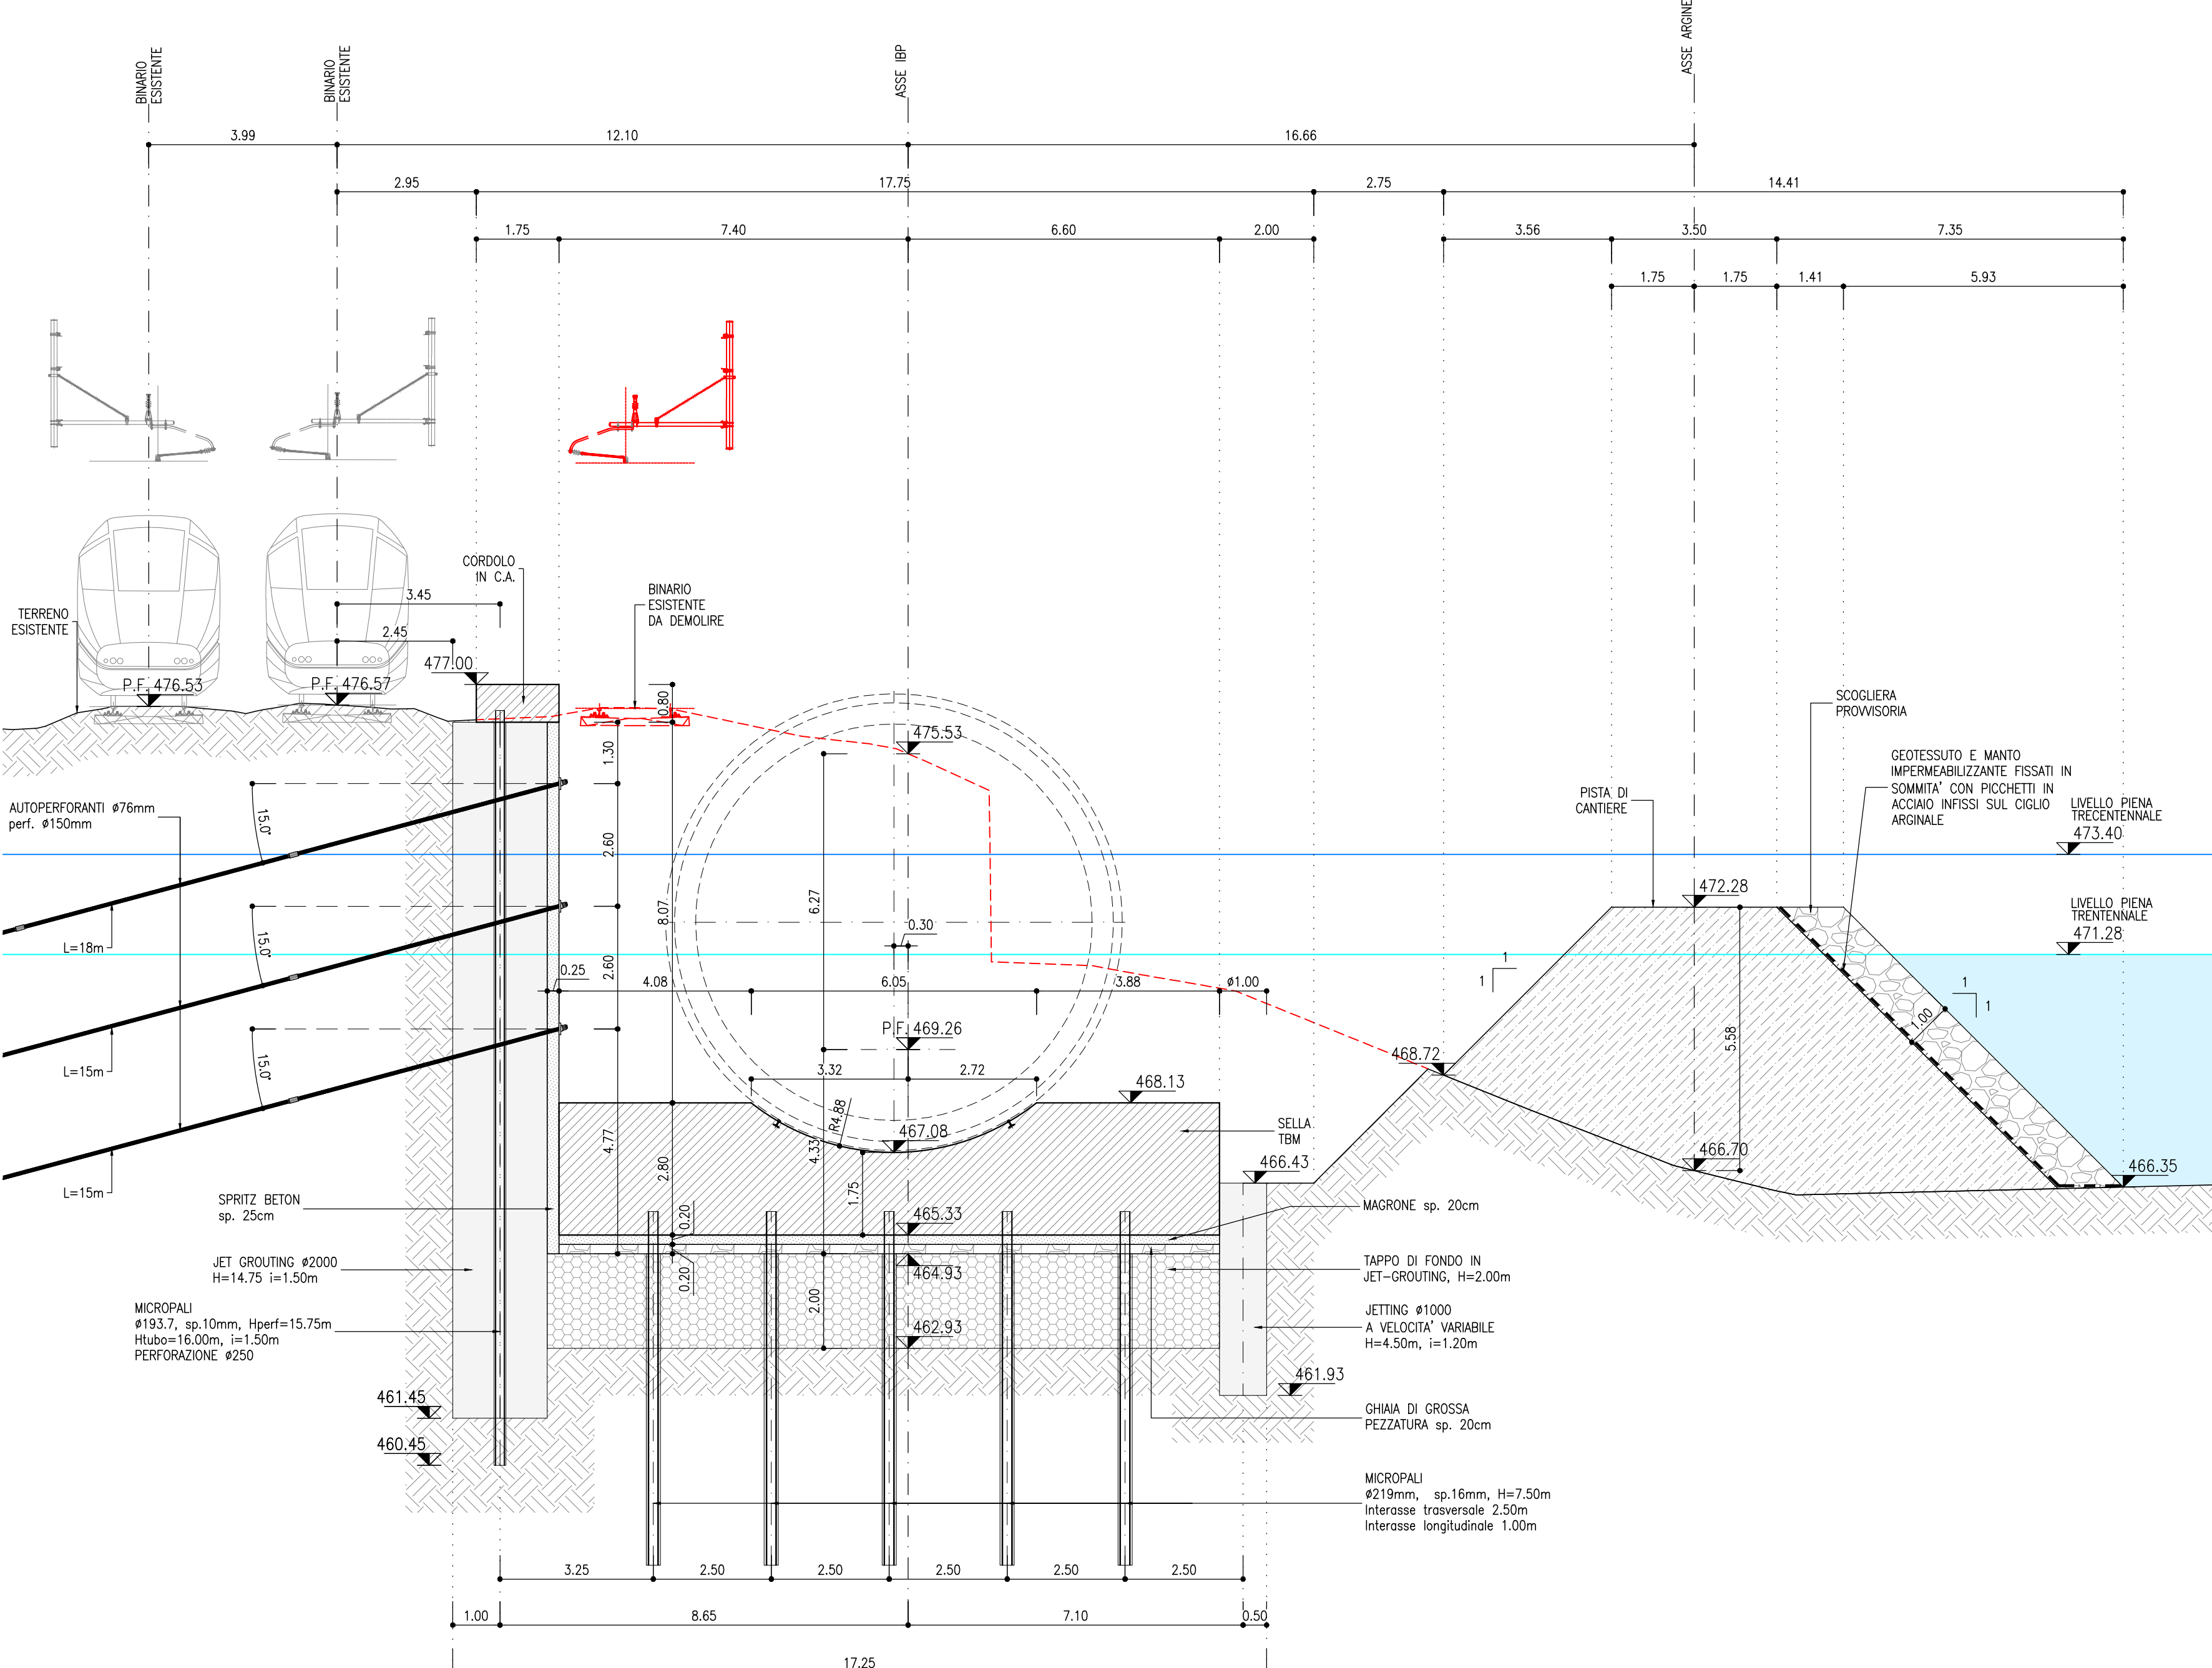 BINARIO
ESISTENTE
BINARIO
ESISTENTE
ASSE IBP
ASSE ARGINE
3.99
12.10
16.66
2.95
17.75
2.75
14.41
1.75
7.40
6.60
2.00
3.56
3.50
7.35
1.75
1.75
1.41
5.93
CORDOLO
IN C.A.
3.45
2.45
TERRENO
ESISTENTE
BINARIO
ESISTENTE
DA DEMOLIRE
477.00
P.F. 476.53
P.F. 476.57
0.80
SCOGLIERA
PROVVISORIA
475.53
1.30
GEOTESSUTO E MANTO
IMPERMEABILIZZANTE FISSATI IN
SOMMITA' CON PICCHETTI IN
ACCIAIO INFISSI SUL CIGLIO
ARGINALE
PISTA DI
CANTIERE
LIVELLO PIENA
TRECENTENNALE
473.40
AUTOPERFORANTI ø76mm
perf. ø150mm
15.0°
2.60
8.07
6.27
472.28
LIVELLO PIENA
TRENTENNALE
471.28
L=18m
15.0°
0.30
2.60
0.25
4.08
6.05
3.88
ø1.00
1
1
1
1
1.00
5.58
P.F. 469.26
468.72
L=15m
15.0°
3.32
2.72
468.13
R4.88
467.08
SELLA
TBM
4.77
2.80
4.33
1.75
466.43
466.70
466.35
L=15m
SPRITZ BETON
sp. 25cm
0.20
465.33
MAGRONE sp. 20cm
JET GROUTING ø2000
H=14.75 i=1.50m
0.20
464.93
TAPPO DI FONDO IN
JET-GROUTING, H=2.00m
2.00
MICROPALI
ø193.7, sp.10mm, Hperf=15.75m
Htubo=16.00m, i=1.50m
PERFORAZIONE ø250
462.93
JETTING ø1000
A VELOCITA' VARIABILE
H=4.50m, i=1.20m
461.93
461.45
GHIAIA DI GROSSA
PEZZATURA sp. 20cm
460.45
MICROPALI
ø219mm, sp.16mm, H=7.50m
Interasse trasversale 2.50m
Interasse longitudinale 1.00m
3.25
2.50
2.50
2.50
2.50
2.50
1.00
8.65
7.10
0.50
17.25